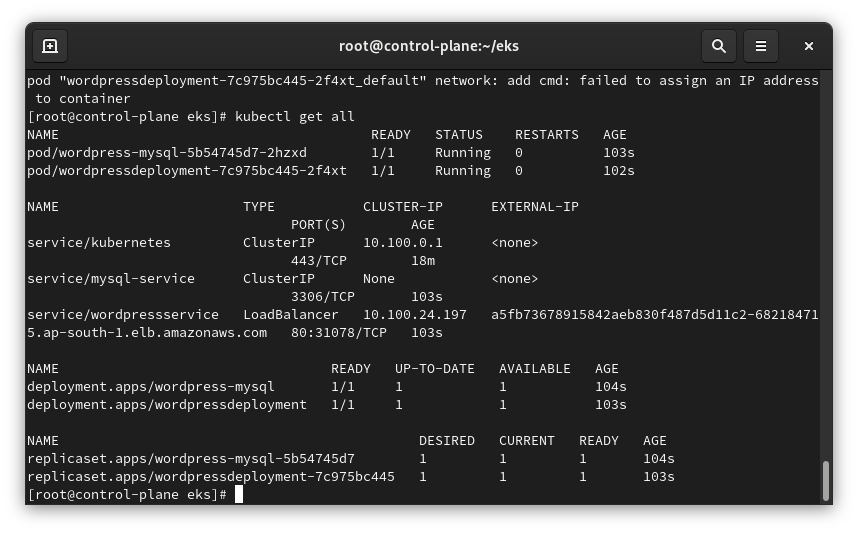 root@control-plane:~/eks
pod "wordpressdeployment-7c975bc445-2f4xt_default" network: add cmd: failed to assign an IP address
 to container
[root@control-plane eks]# kubectl get all
NAME                                       READY   STATUS    RESTARTS   AGE
pod/wordpress-mysql-5b54745d7-2hzxd        1/1     Running   0          103s
pod/wordpressdeployment-7c975bc445-2f4xt   1/1     Running   0          102s
NAME                       TYPE           CLUSTER-IP      EXTERNAL-IP
                                 PORT(S)        AGE
service/kubernetes         ClusterIP      10.100.0.1      <none>
                                 443/TCP        18m
service/mysql-service      ClusterIP      None            <none>
                                 3306/TCP       103s
service/wordpressservice   LoadBalancer   10.100.24.197   a5fb73678915842aeb830f487d5d11c2-68218471
5.ap-south-1.elb.amazonaws.com   80:31078/TCP   103s
NAME                                  READY   UP-TO-DATE   AVAILABLE   AGE
deployment.apps/wordpress-mysql       1/1     1            1           104s
deployment.apps/wordpressdeployment   1/1     1            1           103s
NAME                                             DESIRED   CURRENT   READY   AGE
replicaset.apps/wordpress-mysql-5b54745d7        1         1         1       104s
replicaset.apps/wordpressdeployment-7c975bc445   1         1         1       103s
[root@control-plane eks]#